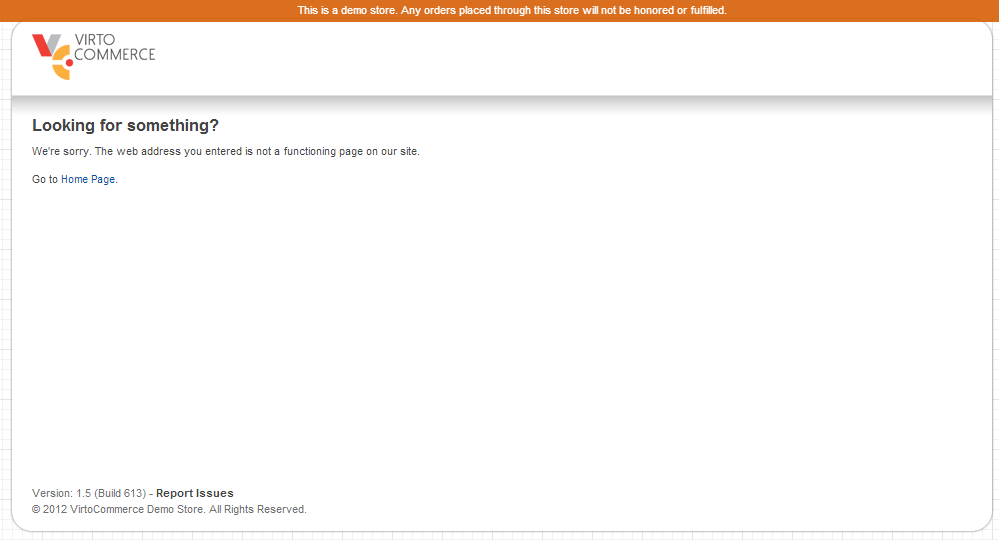 This is a demo store. Any orders placed through this store will not be honored or fulfilled.
VIRTO
COMMERCE
Looking for something?
We're sorry. The web address you entered is not a functioning page on our site.
Go to Home Page.
Version: 1.5 (Build 613) - Report Issues
© 2012 VirtoCommerce Demo Store. All Rights Reserved.